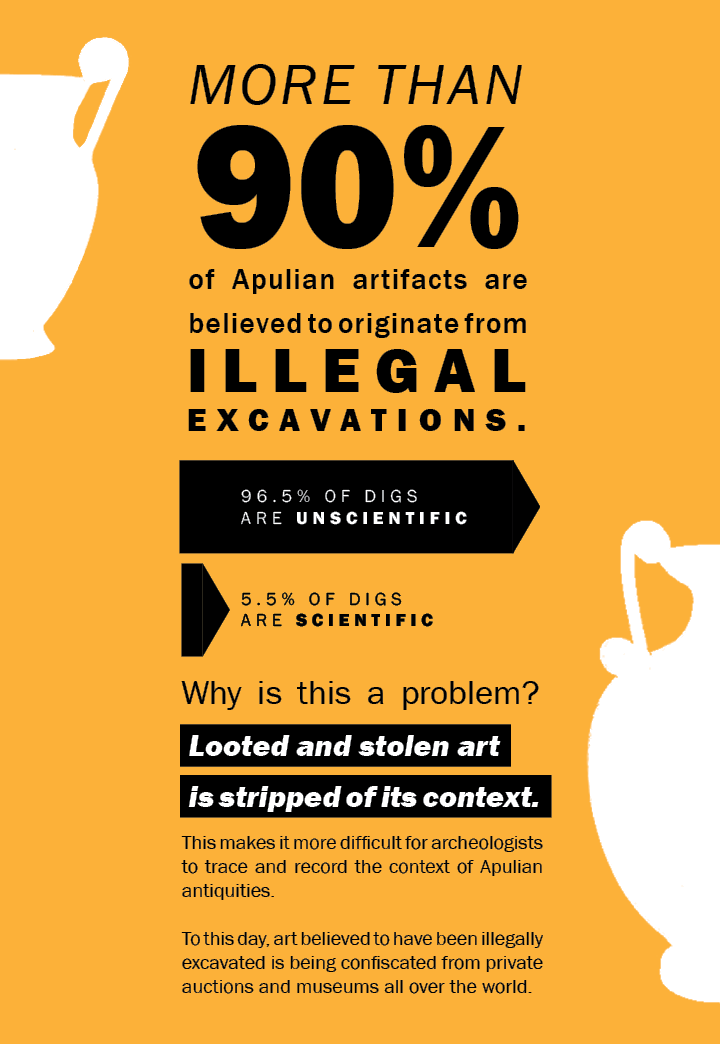 MORE THAN
90%
of Apulian artifacts are
believed to originate from
ILLEGAL
EXCAVATIONS.
96.5% OF DIGS
ARE UNSCIENTIFIC
5.5% OF DIGS
ARE SCIENTIFIC
Why is this a problem?
Looted and stolen art
is stripped of its context.
This makes it more difficult for archeologists
to trace and record the context of Apulian
antiquities.
To this day, art believed to have been illegally
excavated is being confiscated from private
auctions and museums all over the world.